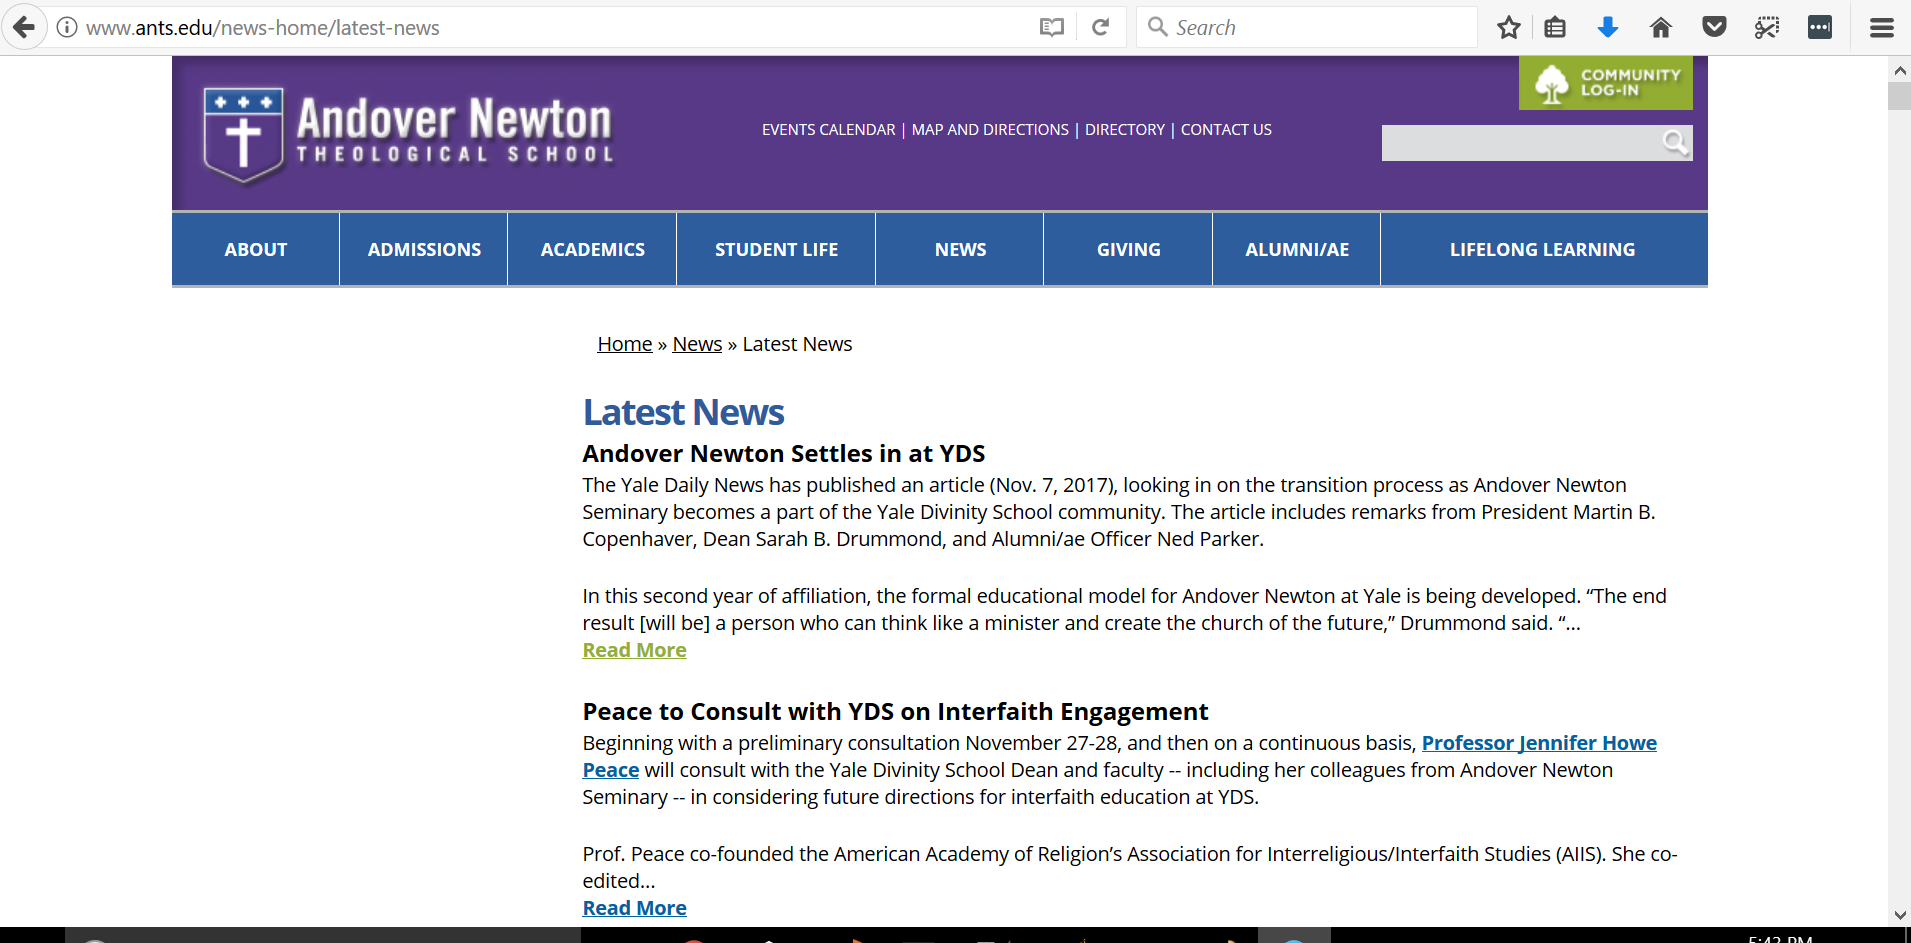 www.ants.edu/news-home/latest-news
Search
Andover Newton
THEOLOGICAL SCHOOL
EVENTS CALENDAR | MAP AND DIRECTIONS | DIRECTORY | CONTACT US
COMMUNITY
LOG-IN
ABOUT
ADMISSIONS
ACADEMICS
STUDENT LIFE
NEWS
GIVING
ALUMNI/AE
LIFELONG LEARNING
Home » News » Latest News
Latest News
Andover Newton Settles in at YDS
The Yale Daily News has published an article (Nov. 7, 2017), looking in on the transition process as Andover Newton
Seminary becomes a part of the Yale Divinity School community. The article includes remarks from President Martin B.
Copenhaver, Dean Sarah B. Drummond, and Alumni/ae Officer Ned Parker.
In this second year of affiliation, the formal educational model for Andover Newton at Yale is being developed. “The end
result [will be] a person who can think like a minister and create the church of the future,” Drummond said. “...
Read More
Peace to Consult with YDS on Interfaith Engagement
Beginning with a preliminary consultation November 27-28, and then on a continuous basis, Professor Jennifer Howe
Peace will consult with the Yale Divinity School Dean and faculty -- including her colleagues from Andover Newton
Seminary -- in considering future directions for interfaith education at YDS.
Prof. Peace co-founded the American Academy of Religion’s Association for Interreligious/Interfaith Studies (AIIS). She co-
edited...
Read More
5:43 PM